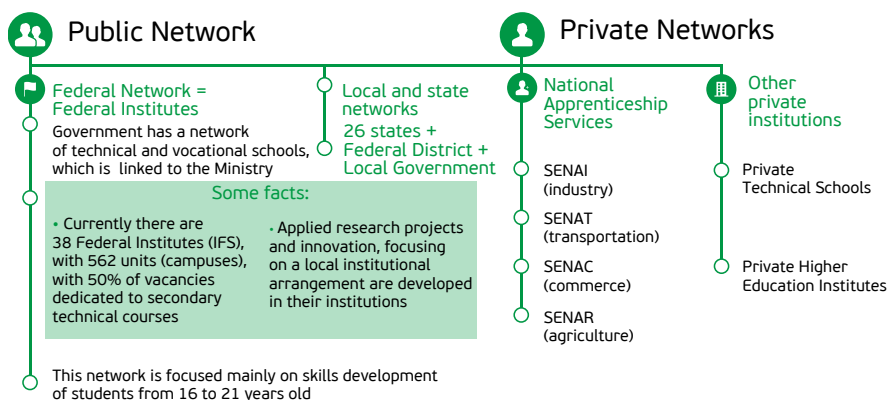 Public Network
Private Networks
Federal Network =
Federal Institutes
Government has a network
of technical and vocational schools,
which is linked to the Ministry
Local and state
networks
26 states +
Federal District +
Local Government
Some facts:
• Currently there are
38 Federal Institutes (IFS),
with 562 units (campuses),
with 50% of vacancies
dedicated to secondary
technical courses
• Applied research projects
and innovation, focusing
on a local institutional
arrangement are developed
in their institutions
This network is focused mainly on skills development
of students from 16 to 21 years old
National
Apprenticeship
Services
SENAI
(industry)
SENAT
(transportation)
SENAC
(commerce)
SENAR
(agriculture)
Other
private
institutions
Private
Technical Schools
Private Higher
Education Institutes